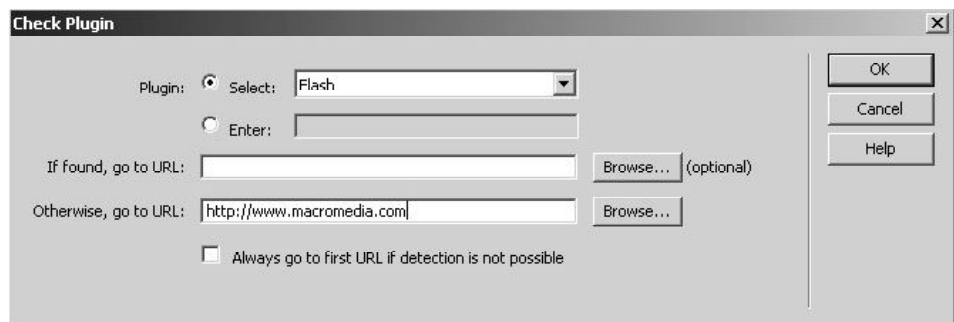 Check Plugin
Plugin: Select: Flash
Enter:
If found, go to URL: Browse... (optional)
Otherwise, go to URL: http://www.macromedia.com Browse...
Always go to first URL if detection is not possible
OK
Cancel
Help